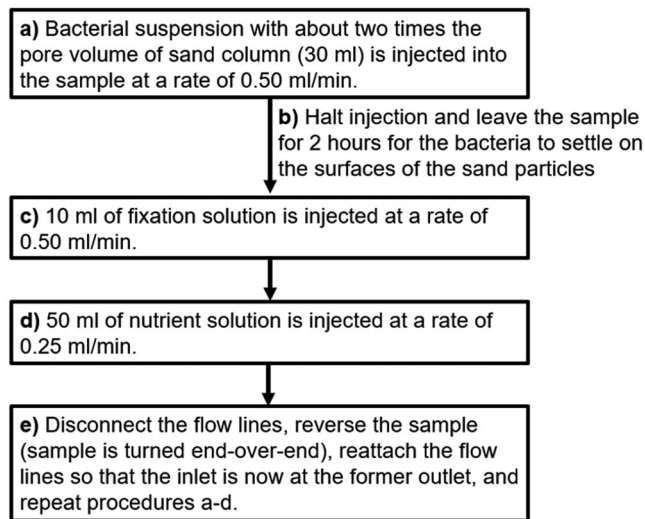 a) Bacterial suspension with about two times the
pore volume of sand column (30 ml) is injected into
the sample at a rate of 0.50 ml/min.
b) Halt injection and leave the sample
for 2 hours for the bacteria to settle on
the surfaces of the sand particles
c) 10 ml of fixation solution is injected at a rate of
0.50 ml/min.
d) 50 ml of nutrient solution is injected at a rate of
0.25 ml/min.
e) Disconnect the flow lines, reverse the sample
(sample is turned end-over-end), reattach the flow
lines so that the inlet is now at the former outlet, and
repeat procedures a-d.